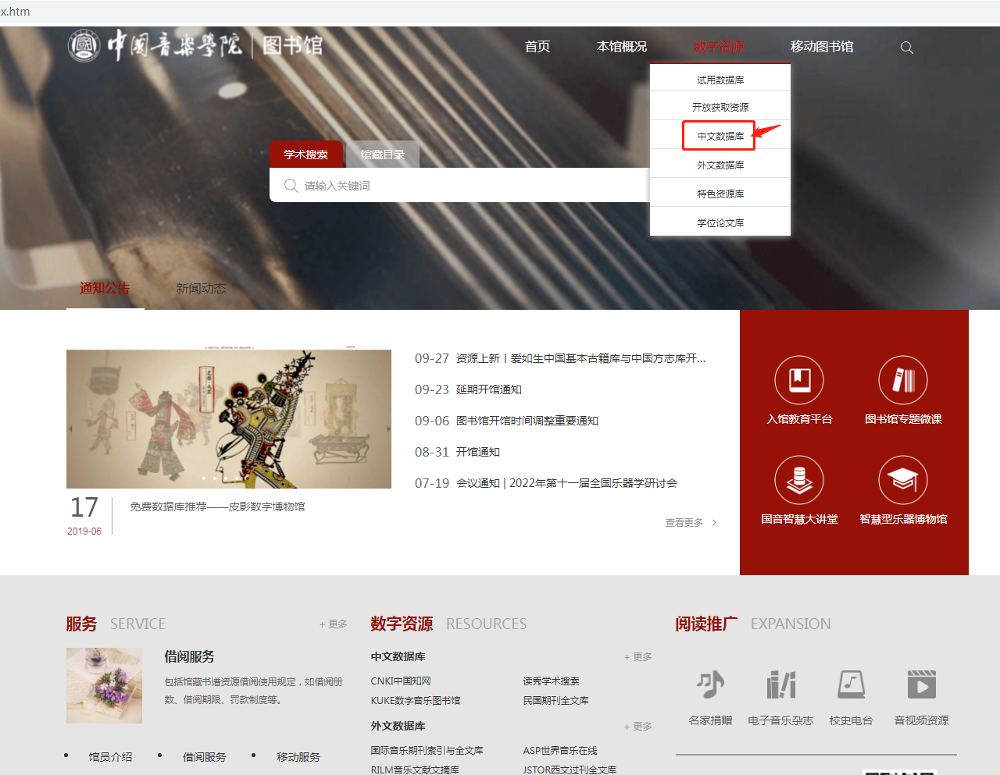 ex.htm
中国音乐学院 图书馆
首页 本馆概况 数字资源 移动图书馆
试用数据库
开放获取资源
中文数据库
外文数据库
特色资源库
学位论文库
学术搜索 馆藏目录
请输入关键词
通知公告 新闻动态
09-27 资源上新丨爱如生中国基本古籍库与中国方志库开...
09-23 延期开馆通知
09-06 图书馆开馆时间调整重要通知
08-31 开馆通知
07-19 会议通知 | 2022年第十一届全国乐器学研讨会
查看更多 >
17
2019-06
免费数据库推荐——皮影数字博物馆
入馆教育平台 图书馆专题微课
国音智慧大讲堂 智慧型乐器博物馆
服务 SERVICE + 更多
借阅服务
包括馆藏书谱资源借阅使用规定，如借阅册
数、借阅期限、罚款制度等。
馆员介绍 借阅服务 移动服务
数字资源 RESOURCES
中文数据库 + 更多
CNKI中国知网 读秀学术搜索
KUKE数字音乐图书馆 民国期刊全文库
外文数据库 + 更多
国际音乐期刊索引与全文库 ASP世界音乐在线
RILM音乐文献文摘库 JSTOR西文过刊全文库
阅读推广 EXPANSION
名家捐赠 电子音乐杂志 校史电台 音视频资源